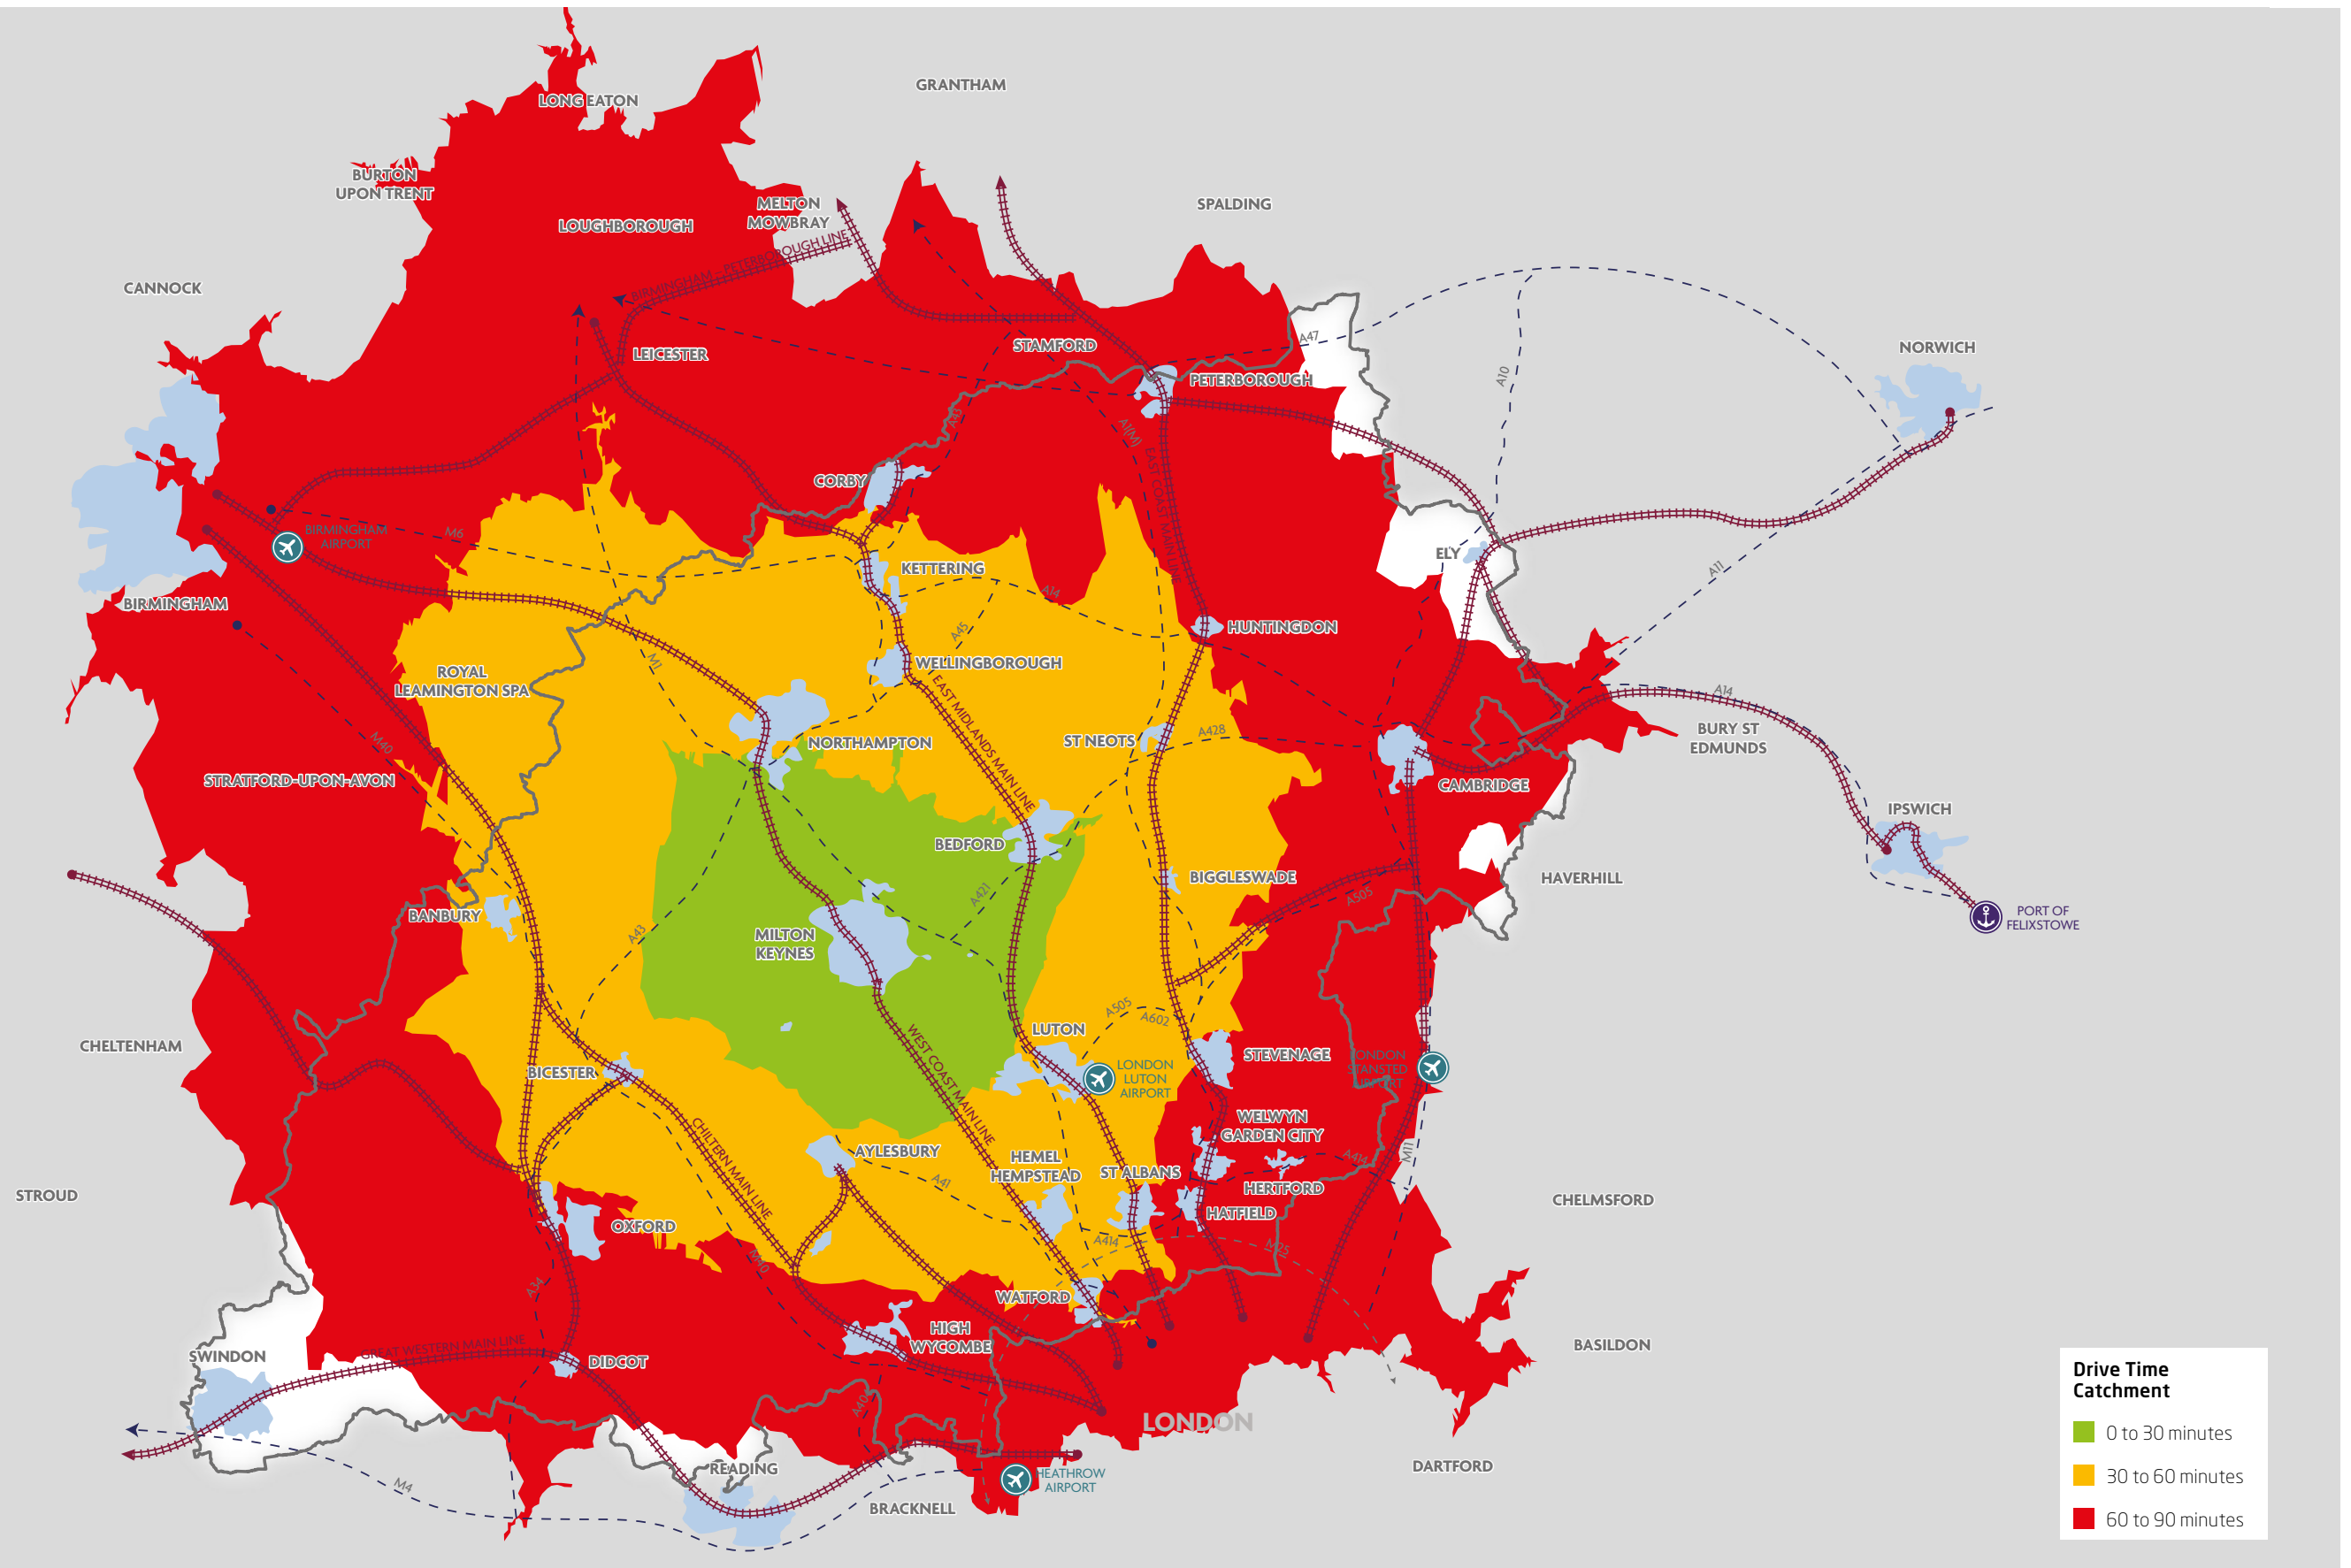 GRANTHAM
LONG EATON
BURTON
UPON TRENT
MELTON
MOWBRAY
SPALDING
LOUGHBOROUGH
BIRMINGHAM – PETERBOROUGH LINE
CANNOCK
A47
STAMFORD
NORWICH
LEICESTER
PETERBOROUGH
A10
A43
A1(M)
CORBY
EAST COAST MAIN LINE
BIRMINGHAM
AIRPORT
M6
ELY
KETTERING
A11
A14
BIRMINGHAM
HUNTINGDON
A45
M1
WELLINGBOROUGH
ROYAL
LEAMINGTON SPA
A14
EAST MIDLANDS MAIN LINE
BURY ST
EDMUNDS
A428
ST NEOTS
NORTHAMPTON
M40
STRATFORD-UPON-AVON
CAMBRIDGE
IPSWICH
BEDFORD
BIGGLESWADE
HAVERHILL
A421
A505
BANBURY
PORT OF
FELIXSTOWE
A43
MILTON
KEYNES
A505
A602
LUTON
CHELTENHAM
WEST COAST MAIN LINE
STEVENAGE
LONDON
STANSTED
AIRPORT
LONDON
LUTON
AIRPORT
BICESTER
WELWYN
GARDEN CITY
CHILTERN MAIN LINE
AYLESBURY
HEMEL
HEMPSTEAD
ST ALBANS
A414
M11
A41
HERTFORD
STROUD
CHELMSFORD
HATFIELD
OXFORD
A414
M25
M40
A34
WATFORD
HIGH
WYCOMBE
GREAT WESTERN MAIN LINE
SWINDON
DIDCOT
BASILDON
A404
LONDON
READING
DARTFORD
HEATHROW
AIRPORT
M4
BRACKNELL
Drive Time
Catchment
0 to 30 minutes
30 to 60 minutes
60 to 90 minutes